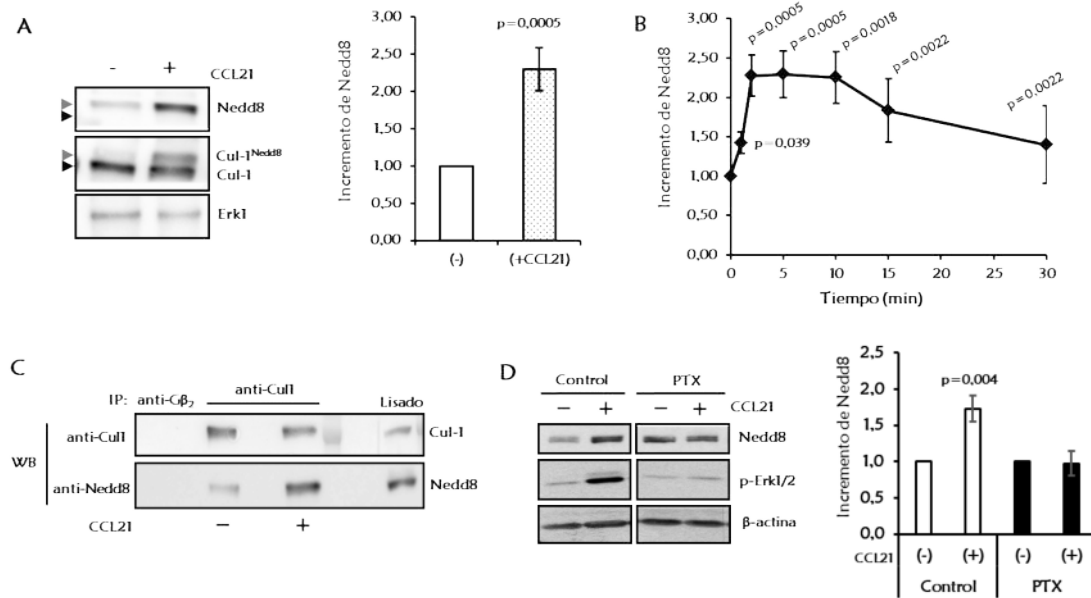 A
- +
CCL21
Nedd8
Cul-1Nedd8
Cul-1
Erk1
Incremento de Nedd8
3,00
2,50
2,00
1,50
1,00
0,50
0,00
p=0,0005
(-) (+CCL21)
B
Incremento de Nedd8
3,00
2,50
2,00
1,50
1,00
0,50
0,00
p=0,039
p=0,0005
p=0,0005
p=0,0018
p=0,0022
p=0,0022
0 5 10 15 20 25 30
Tiempo (min)
C
IP: anti-Gβ2 anti-Cul1 Lisado
WB
anti-Cul1 Cul-1
anti-Nedd8 Nedd8
CCL21 − +
D
Control PTX
− + − + CCL21
Nedd8
p-Erk1/2
β-actina
Incremento de Nedd8
2,5
2,0
1,5
1,0
0,5
0,0
p=0,004
CCL21 (-) (+) (-) (+)
Control PTX